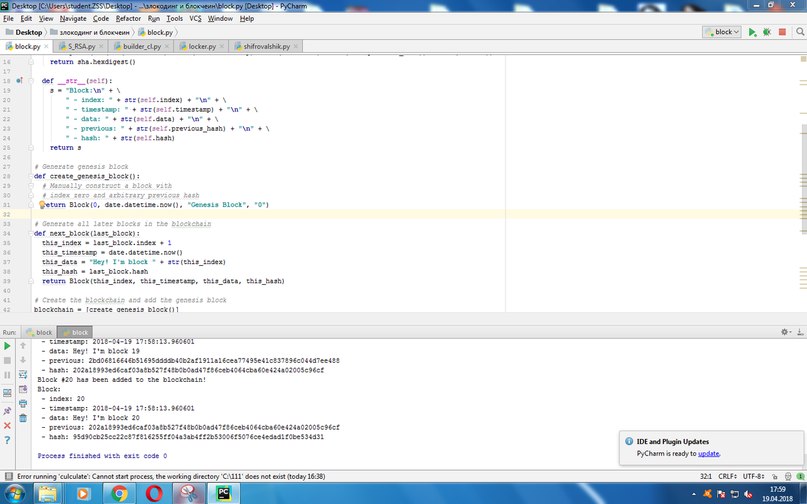 Desktop [C:\Users\student.ZSS\Desktop] - ...\злокодинг и блокчеин\block.py [Desktop] - PyCharm
File Edit View Navigate Code Refactor Run Tools VCS Window Help
Desktop злокодинг и блокчеин block.py block
block.py S_RSA.py builder_cl.py locker.py shifrovalshik.py
16 return sha.hexdigest()
17
18 def __str__(self):
19 s = "Block:\n" + \
20 " - index: " + str(self.index) + "\n" + \
21 " - timestamp: " + str(self.timestamp) + "\n" + \
22 " - data: " + str(self.data) + "\n" + \
23 " - previous: " + str(self.previous_hash) + "\n" + \
24 " - hash: " + str(self.hash)
25 return s
26
27 # Generate genesis block
28 def create_genesis_block():
29 # Manually construct a block with
30 # index zero and arbitrary previous hash
31 return Block(0, date.datetime.now(), "Genesis Block", "0")
32
33 # Generate all later blocks in the blockchain
34 def next_block(last_block):
35 this_index = last_block.index + 1
36 this_timestamp = date.datetime.now()
37 this_data = "Hey! I'm block " + str(this_index)
38 this_hash = last_block.hash
39 return Block(this_index, this_timestamp, this_data, this_hash)
40
41 # Create the blockchain and add the genesis block
42 blockchain = [create_genesis_block()]
Run: block block
- timestamp: 2018-04-19 17:58:13.960601
- data: Hey! I'm block 19
- previous: 2bd06816646b51695ddddb40b2af1911a16cea77495e41c837896c044d7ee488
- hash: 202a18993ed6caf03a8b527f48b0b0ad47f86ceb4064cba60e424a02005c96cf
Block #20 has been added to the blockchain!
Block:
- index: 20
- timestamp: 2018-04-19 17:58:13.960601
- data: Hey! I'm block 20
- previous: 202a18993ed6caf03a8b527f48b0b0ad47f86ceb4064cba60e424a02005c96cf
- hash: 95d90cb25cc22c87f816255ff04a3ab4ff2b53006f5076ce4edad1f0be534d31
Process finished with exit code 0
IDE and Plugin Updates
PyCharm is ready to update.
Error running 'culculate': Cannot start process, the working directory 'C:\111' does not exist (today 16:38) 32:1 CRLF÷ UTF-8÷
17:59
19.04.2018